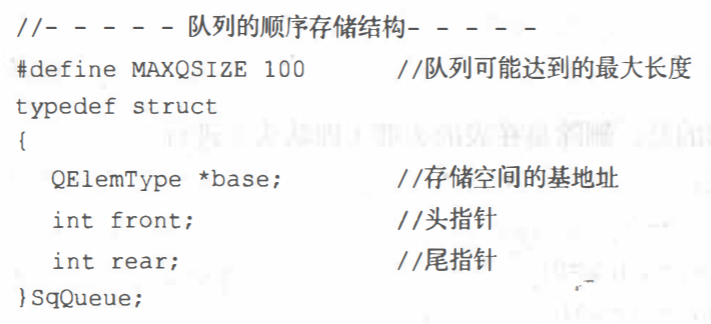 //- - - - - 队列的顺序存储结构- - - - -
#define MAXQSIZE 100 //队列可能达到的最大长度
typedef struct
{
QElemType *base; //存储空间的基地址
int front; //头指针
int rear; //尾指针
}SqQueue;